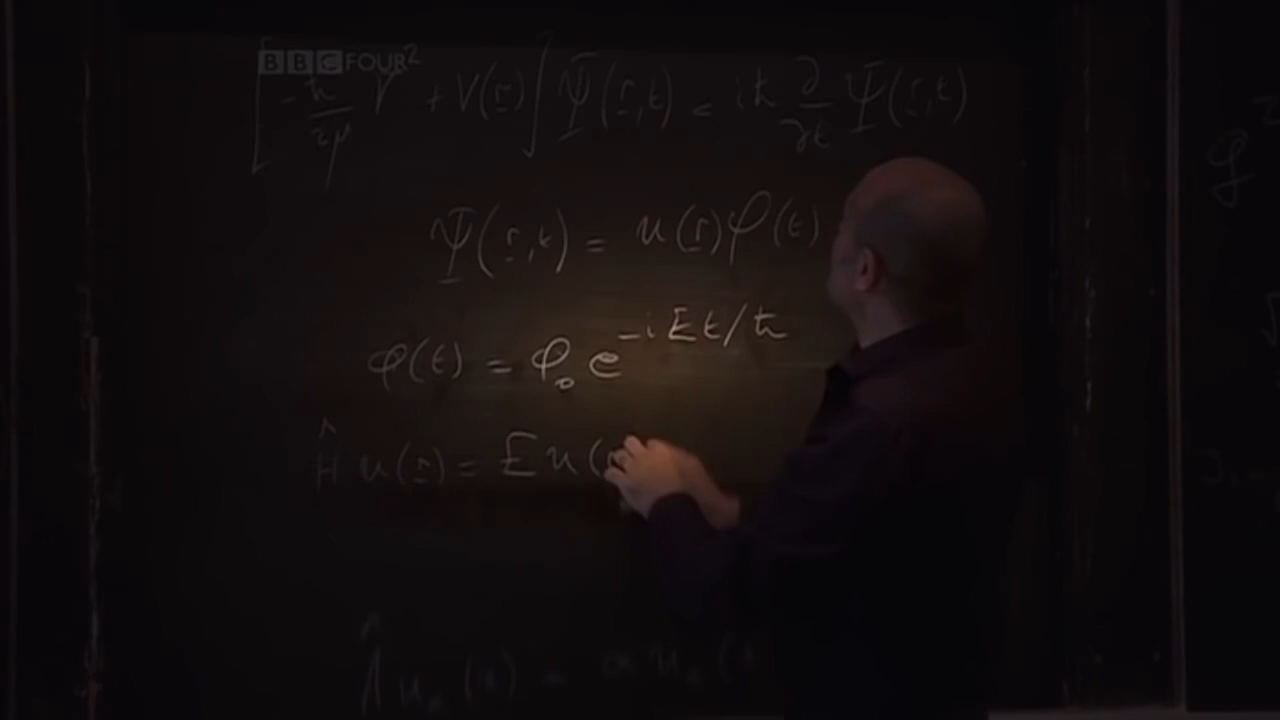 BBC FOUR
[-ħ²/2μ ∇² + V(r)] Ψ(r,t) = iħ ∂/∂t Ψ(r,t)
Ψ(r,t) = u(r)φ(t)
φ(t) = φ₀ e^-iEt/ħ
Ĥ u(r) = E u(